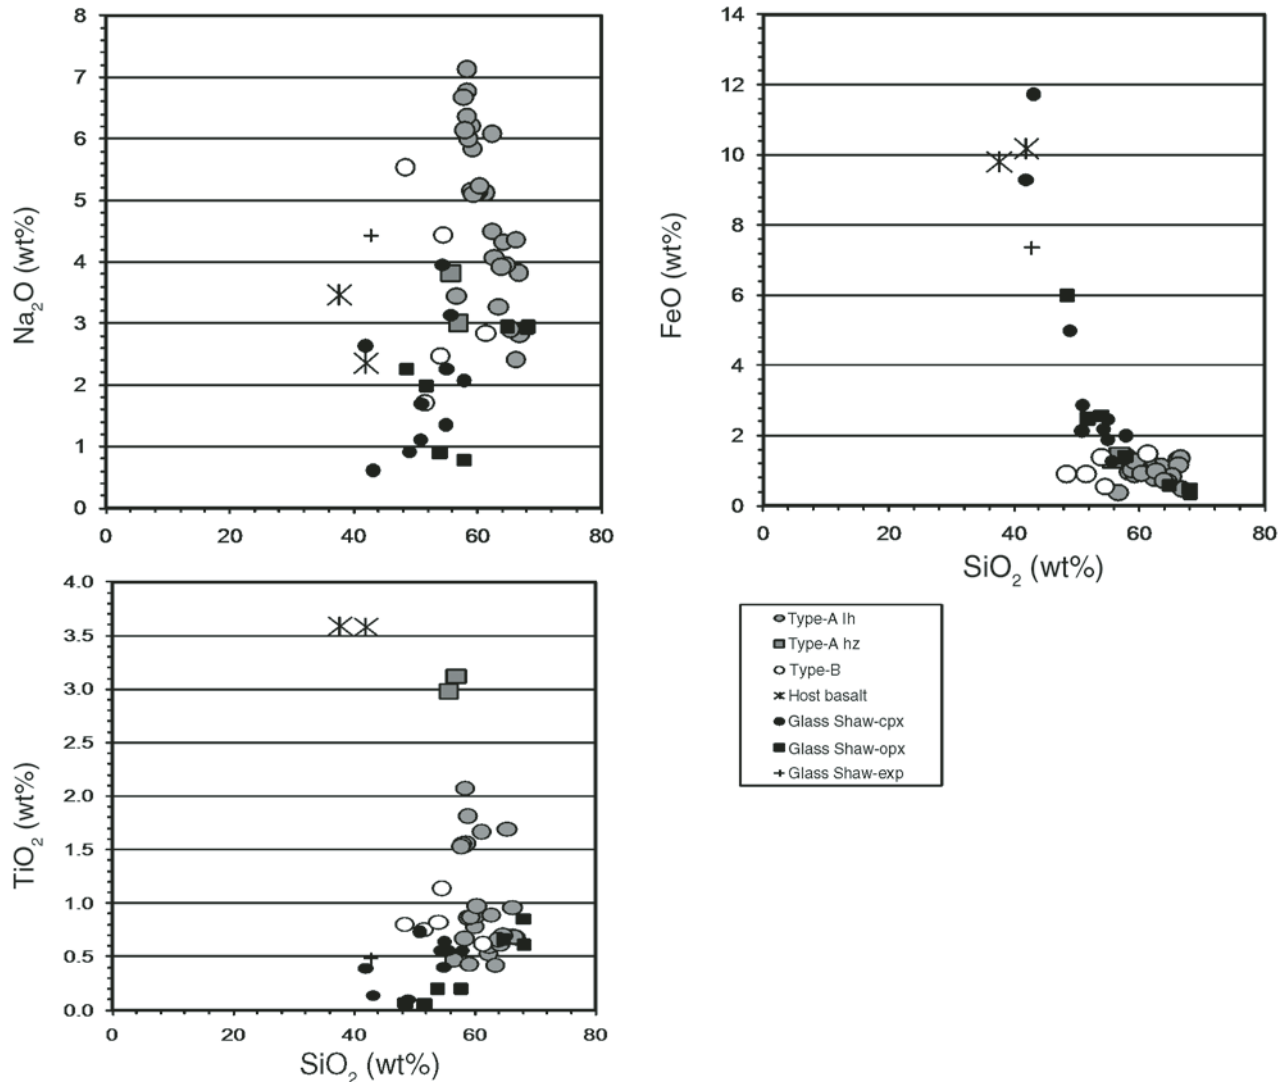 8
7
6
5
4
3
2
1
0
Na₂O (wt%)
0 20 40 60 80
14
12
10
8
6
4
2
0
FeO (wt%)
0 20 40 60 80
SiO₂ (wt%)
4.0
3.5
3.0
2.5
2.0
1.5
1.0
0.5
0.0
TiO₂ (wt%)
0 20 40 60 80
SiO₂ (wt%)
Type-A lh
Type-A hz
Type-B
Host basalt
Glass Shaw-cpx
Glass Shaw-opx
Glass Shaw-exp